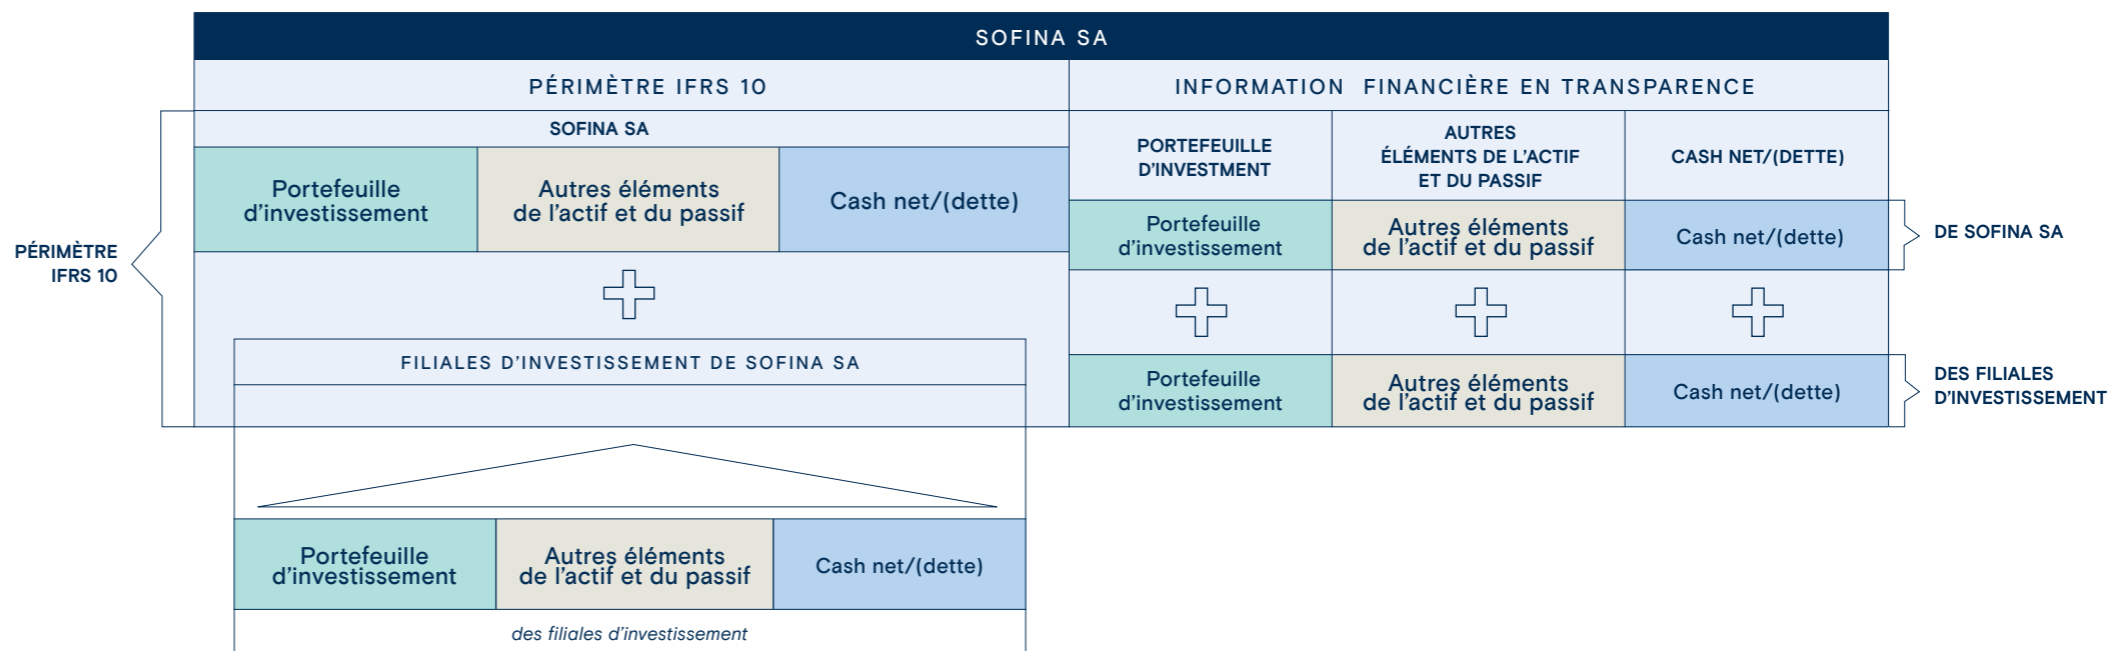 SOFINA SA
PÉRIMÈTRE IFRS 10
INFORMATION FINANCIÈRE EN TRANSPARENCE
SOFINA SA
Portefeuille
d'investissement
Autres éléments
de l'actif et du passif
Cash net/(dette)
PÉRIMÈTRE
IFRS 10
FILIALES D'INVESTISSEMENT DE SOFINA SA
Portefeuille
d'investissement
Autres éléments
de l'actif et du passif
Cash net/(dette)
des filiales d'investissement
PORTEFEUILLE
D'INVESTMENT
AUTRES
ÉLÉMENTS DE L'ACTIF
ET DU PASSIF
CASH NET/(DETTE)
Portefeuille
d'investissement
Autres éléments
de l'actif et du passif
Cash net/(dette)
DE SOFINA SA
Portefeuille
d'investissement
Autres éléments
de l'actif et du passif
Cash net/(dette)
DES FILIALES
D'INVESTISSEMENT